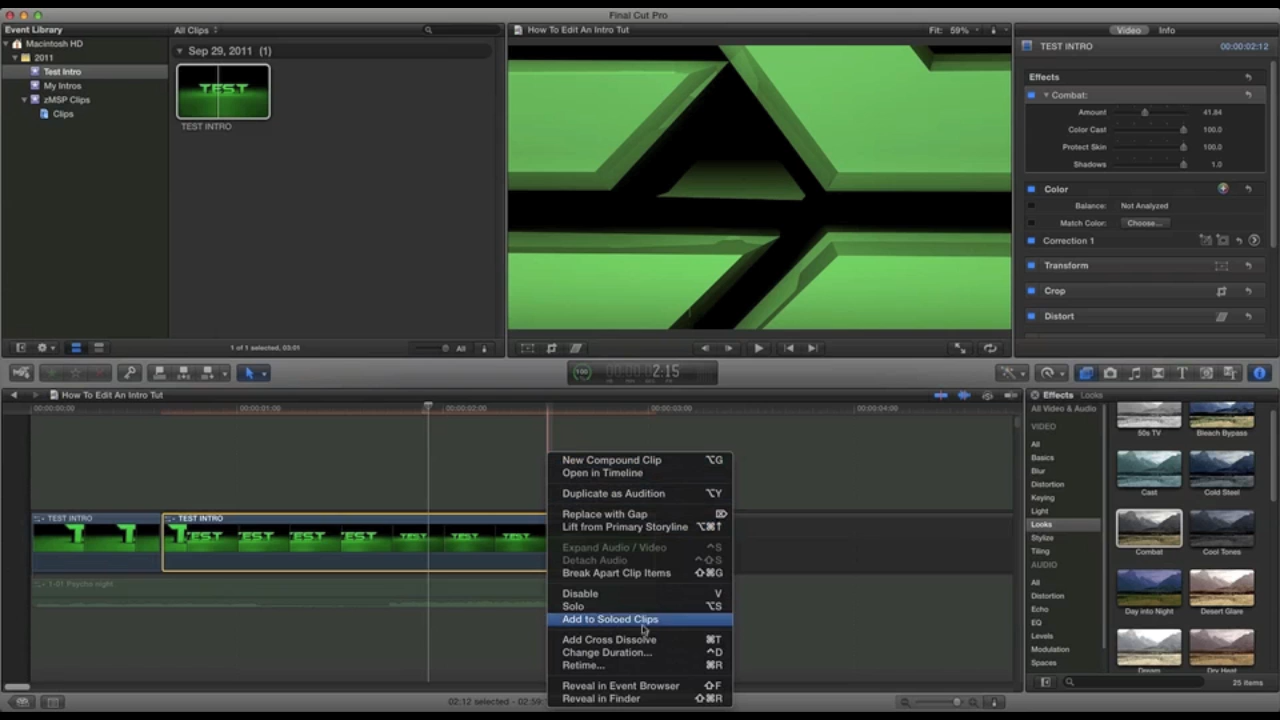 Final Cut Pro
Event Library
All Clips
Macintosh HD
2011
Test Intro
My Intros
zMSP Clips
Clips
Sep 29, 2011 (1)
TEST
TEST INTRO
1 of 1 selected, 03:01
All
How To Edit An Intro Tut
Fit: 59%
Video
Info
TEST INTRO
00:00:02:12
Effects
Combat:
Amount 41.84
Color Cast 100.0
Protect Skin 100.0
Shadows 1.0
Color
Balance: Not Analyzed
Match Color: Choose...
Correction 1
Transform
Crop
Distort
100
2:15
How To Edit An Intro Tut
00:00:00:00
00:00:01:00
00:00:02:00
00:00:03:00
00:00:04:00
TEST INTRO
TEST INTRO
1-01 Psycho night
New Compound Clip ⌥G
Open in Timeline
Duplicate as Audition ⌥Y
Replace with Gap ⌦
Lift from Primary Storyline ⌥⌘↑
Expand Audio / Video ^S
Detach Audio ^⇧S
Break Apart Clip Items ⇧⌘G
Disable V
Solo ⌥S
Add to Soloed Clips
Add Cross Dissolve ⌘T
Change Duration... ^D
Retime... ⌘R
Reveal in Event Browser ⇧F
Reveal in Finder ⇧⌘R
02:12 selected - 02:59:
Effects
Looks
All Video & Audio
VIDEO
All
Basics
Blur
Distortion
Keying
Light
Looks
Stylize
Tiling
AUDIO
All
Distortion
Echo
EQ
Levels
Modulation
Spaces
50s TV
Bleach Bypass
Cast
Cold Steel
Combat
Cool Tones
Day into Night
Desert Glare
Dream
Dry Heat
25 items